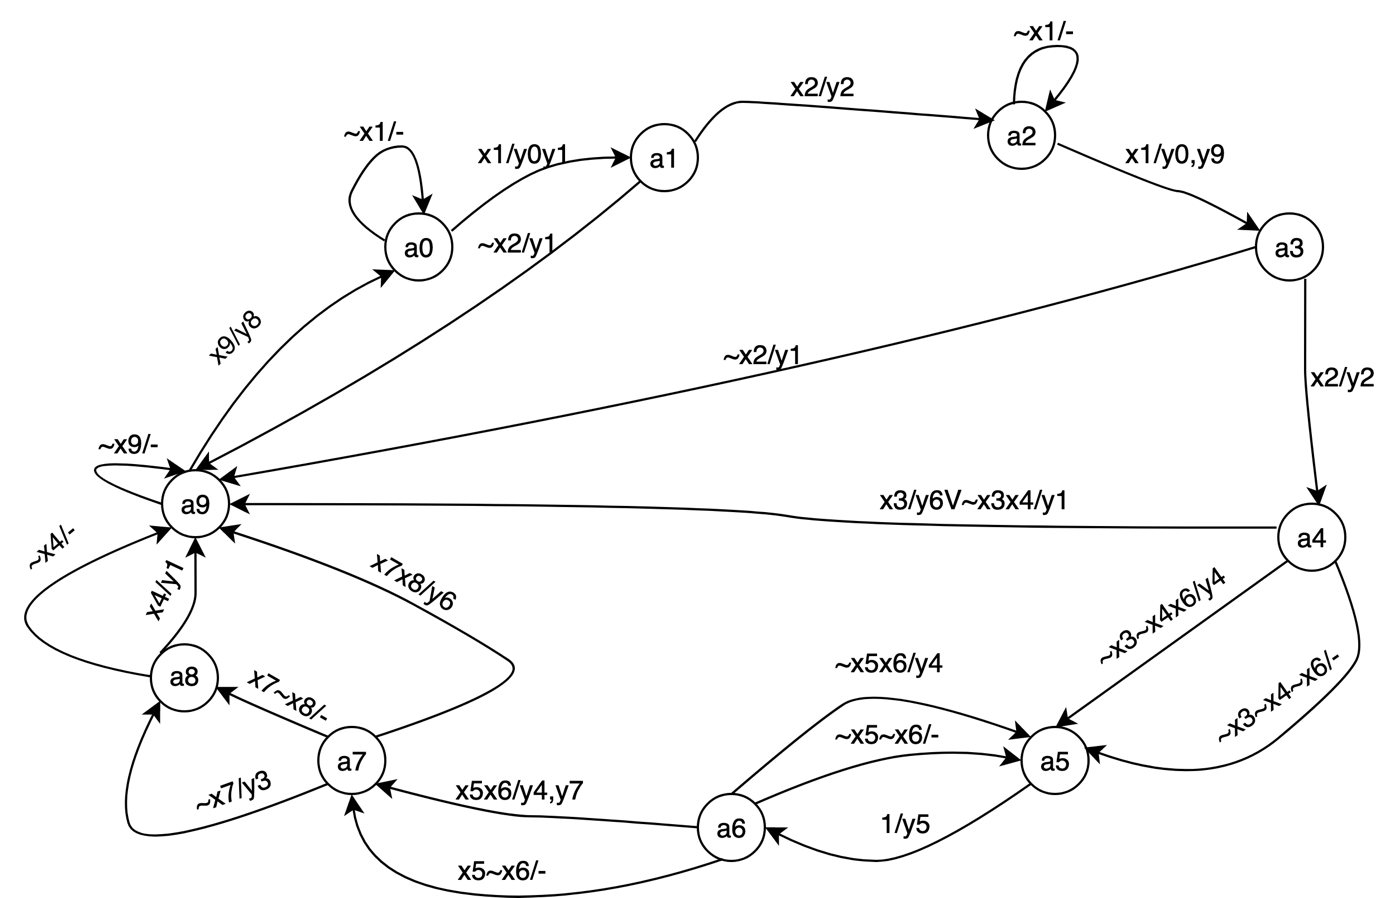 ~x1/-
x2/y2
~x1/-
x1/y0y1
a1
a2
x1/y0,y9
a0
~x2/y1
a3
x9/y8
~x2/y1
x2/y2
~x9/-
a9
x3/y6V~x3x4/y1
a4
~x4/-
x4/y1
x7x8/y6
~x3~x4x6/y4
~x3~x4~x6/-
a8
x7~x8/-
~x5x6/y4
~x5~x6/-
a7
a5
~x7/y3
x5x6/y4,y7
a6
1/y5
x5~x6/-